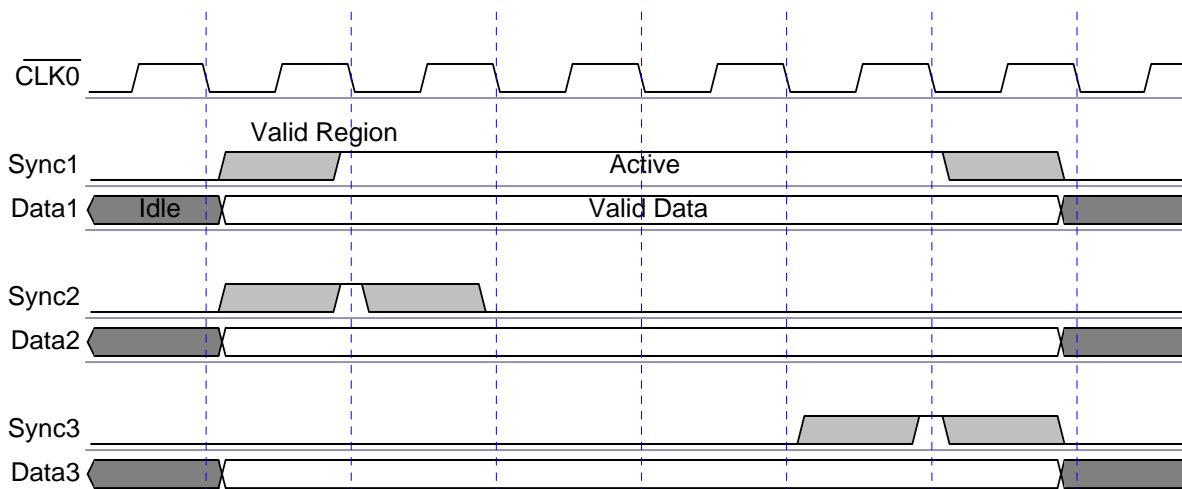 CLK0
Valid Region
Sync1
Active
Data1
Idle
Valid Data
Sync2
Data2
Sync3
Data3